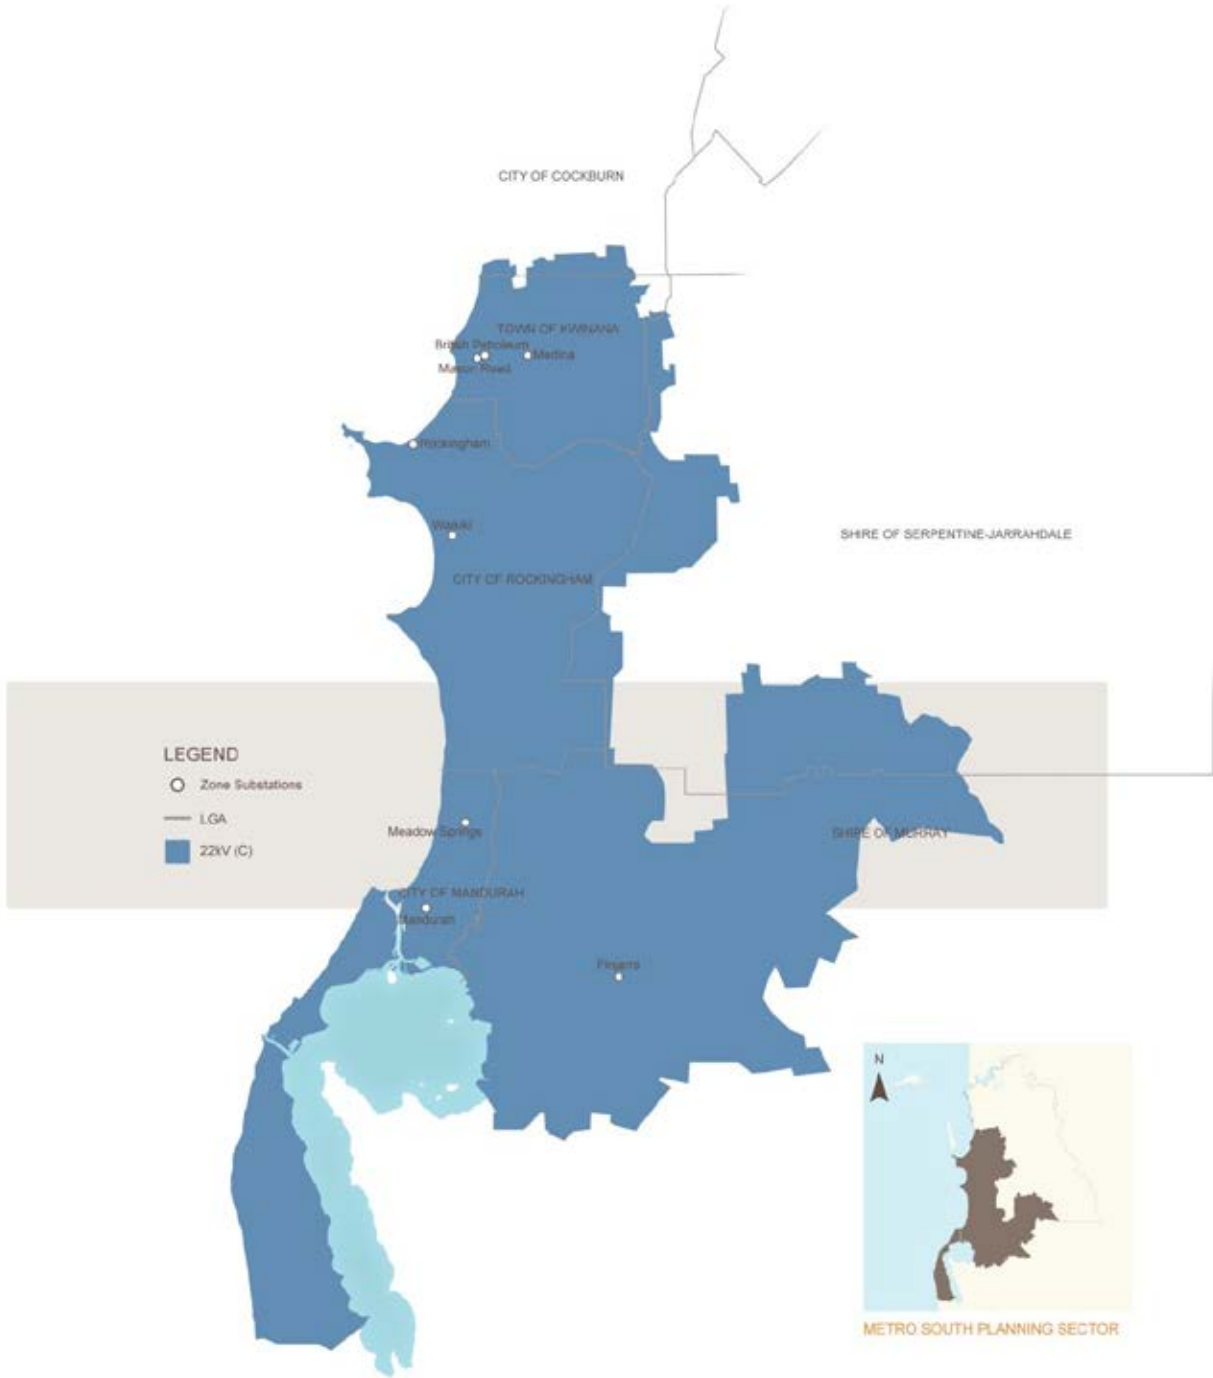 CITY OF COCKBURN
TOWN OF KWINANA
British Petroleum
Medina
Mason Road
Rockingham
Waikiki
SHIRE OF SERPENTINE-JARRAHDALE
CITY OF ROCKINGHAM
LEGEND
Zone Substations
LGA
22kV (C)
Meadow Springs
SHIRE OF MURRAY
CITY OF MANDURAH
Mandurah
Pinjarra
N
METRO SOUTH PLANNING SECTOR